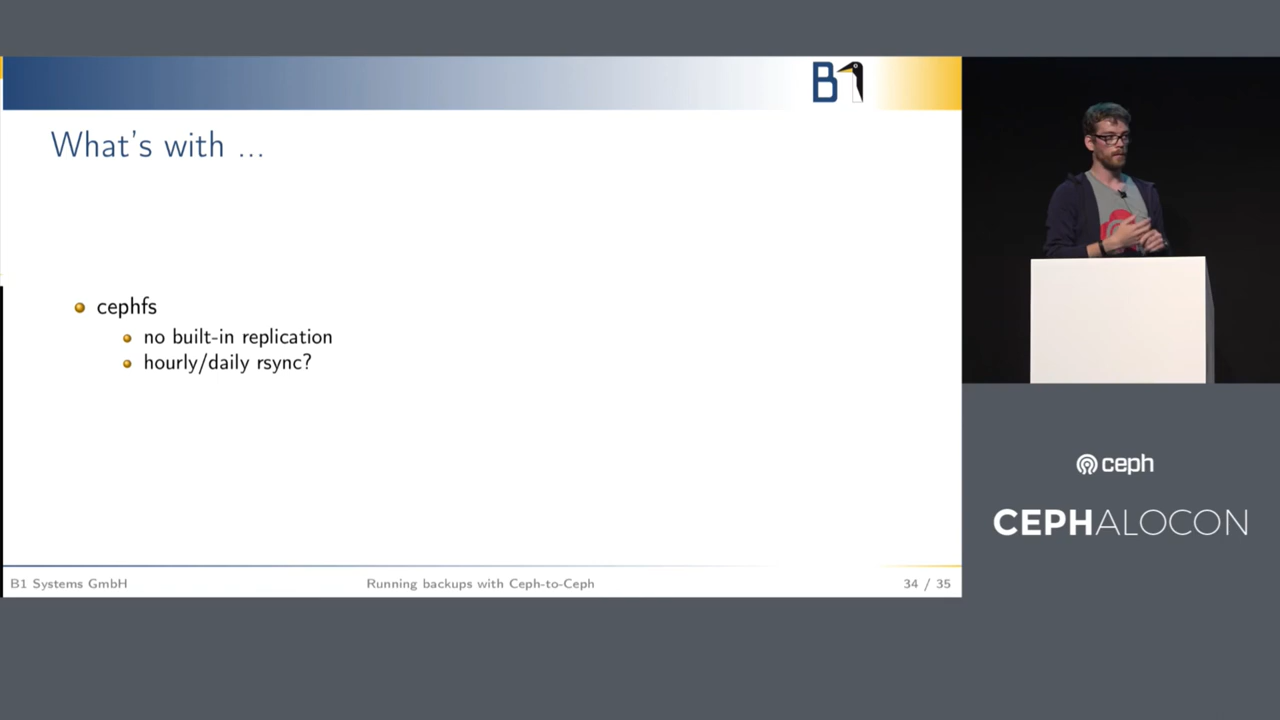 B1
What's with ...
cephfs
no built-in replication
hourly/daily rsync?
B1 Systems GmbH
Running backups with Ceph-to-Ceph
34 / 35
ceph
CEPHALOCON